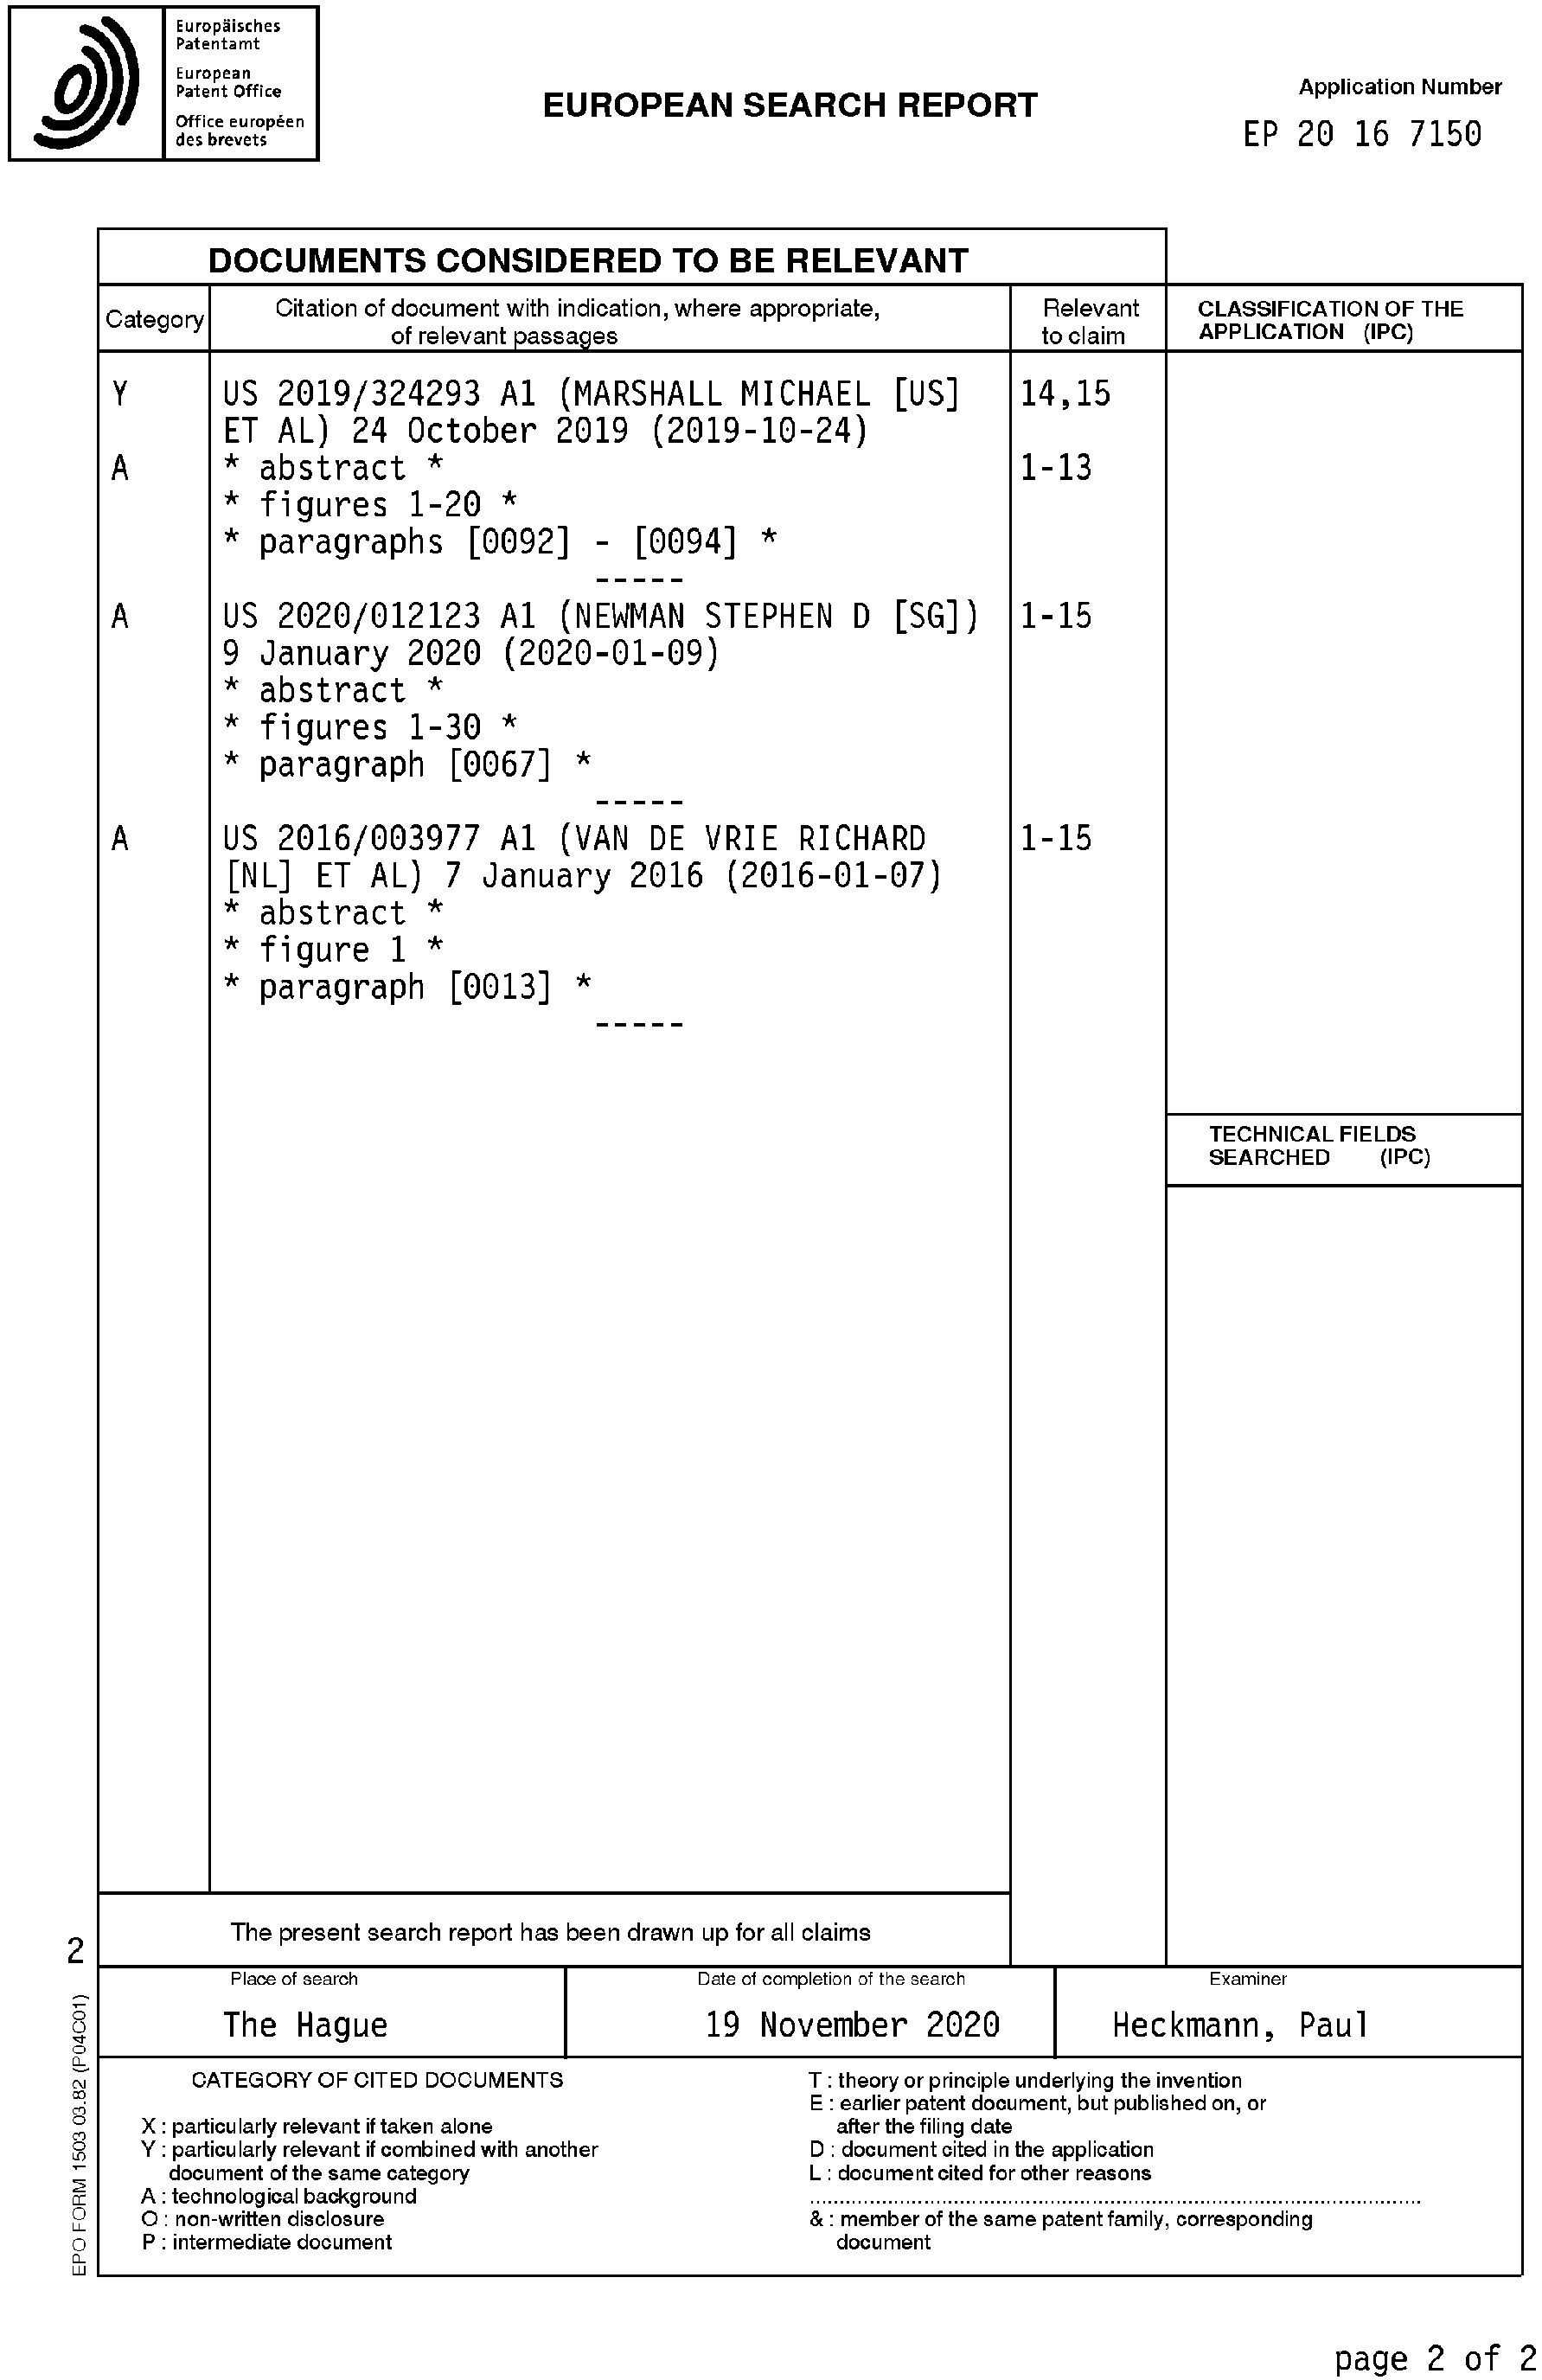 Europäisches
Patentamt
European
Patent Office
Office européen
des brevets
EUROPEAN SEARCH REPORT
Application Number
EP 20 16 7150
DOCUMENTS CONSIDERED TO BE RELEVANT
Category
Citation of document with indication, where appropriate,
of relevant passages
Relevant
to claim
CLASSIFICATION OF THE
APPLICATION (IPC)
Y US 2019/324293 A1 (MARSHALL MICHAEL [US] 14,15
ET AL) 24 October 2019 (2019-10-24)
A * abstract * 1-13
* figures 1-20 *
* paragraphs [0092] - [0094] *
-----
A US 2020/012123 A1 (NEWMAN STEPHEN D [SG]) 1-15
9 January 2020 (2020-01-09)
* abstract *
* figures 1-30 *
* paragraph [0067] *
-----
A US 2016/003977 A1 (VAN DE VRIE RICHARD 1-15
[NL] ET AL) 7 January 2016 (2016-01-07)
* abstract *
* figure 1 *
* paragraph [0013] *
-----
TECHNICAL FIELDS
SEARCHED (IPC)
The present search report has been drawn up for all claims
2
Place of search
The Hague
Date of completion of the search
19 November 2020
Examiner
Heckmann, Paul
EPO FORM 1503 03.82 (P04C01)
CATEGORY OF CITED DOCUMENTS
X : particularly relevant if taken alone
Y : particularly relevant if combined with another
document of the same category
A : technological background
O : non-written disclosure
P : intermediate document
T : theory or principle underlying the invention
E : earlier patent document, but published on, or
after the filing date
D : document cited in the application
L : document cited for other reasons
& : member of the same patent family, corresponding
document
page 2 of 2